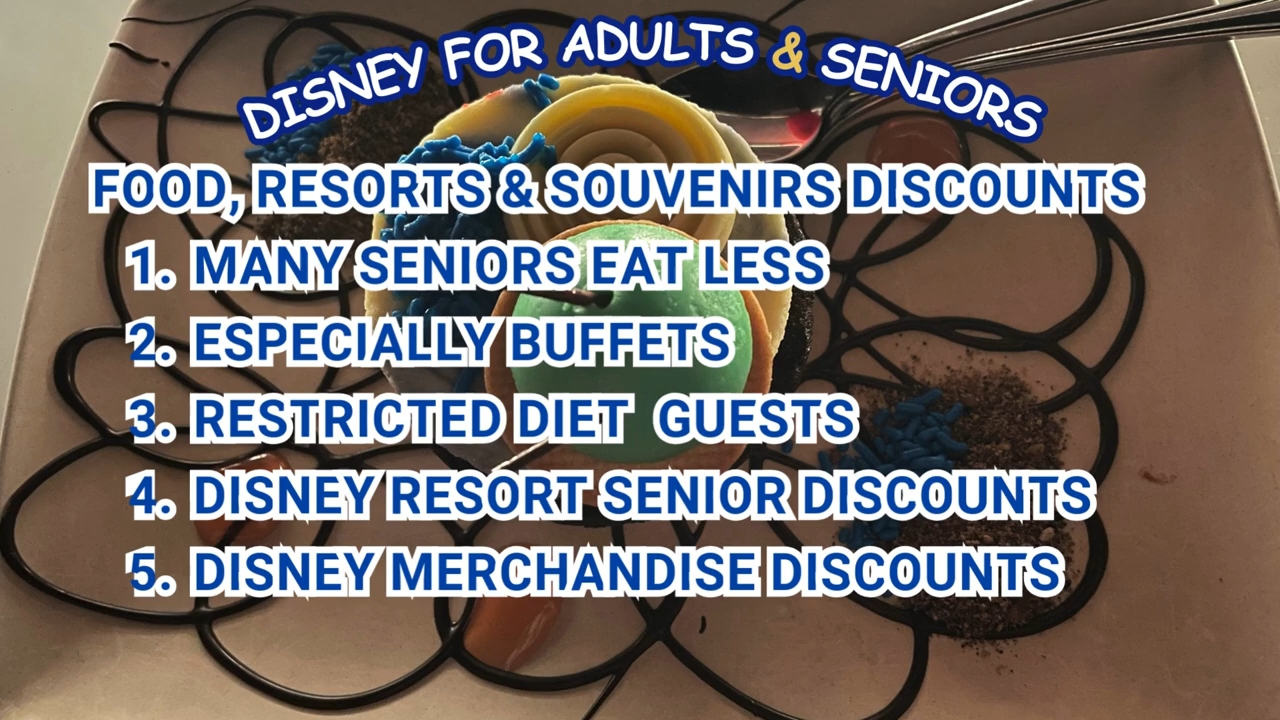 DISNEY FOR ADULTS & SENIORS
FOOD, RESORTS & SOUVENIRS DISCOUNTS
1. MANY SENIORS EAT LESS
2. ESPECIALLY BUFFETS
3. RESTRICTED DIET  GUESTS
4. DISNEY RESORT SENIOR DISCOUNTS
5. DISNEY MERCHANDISE DISCOUNTS